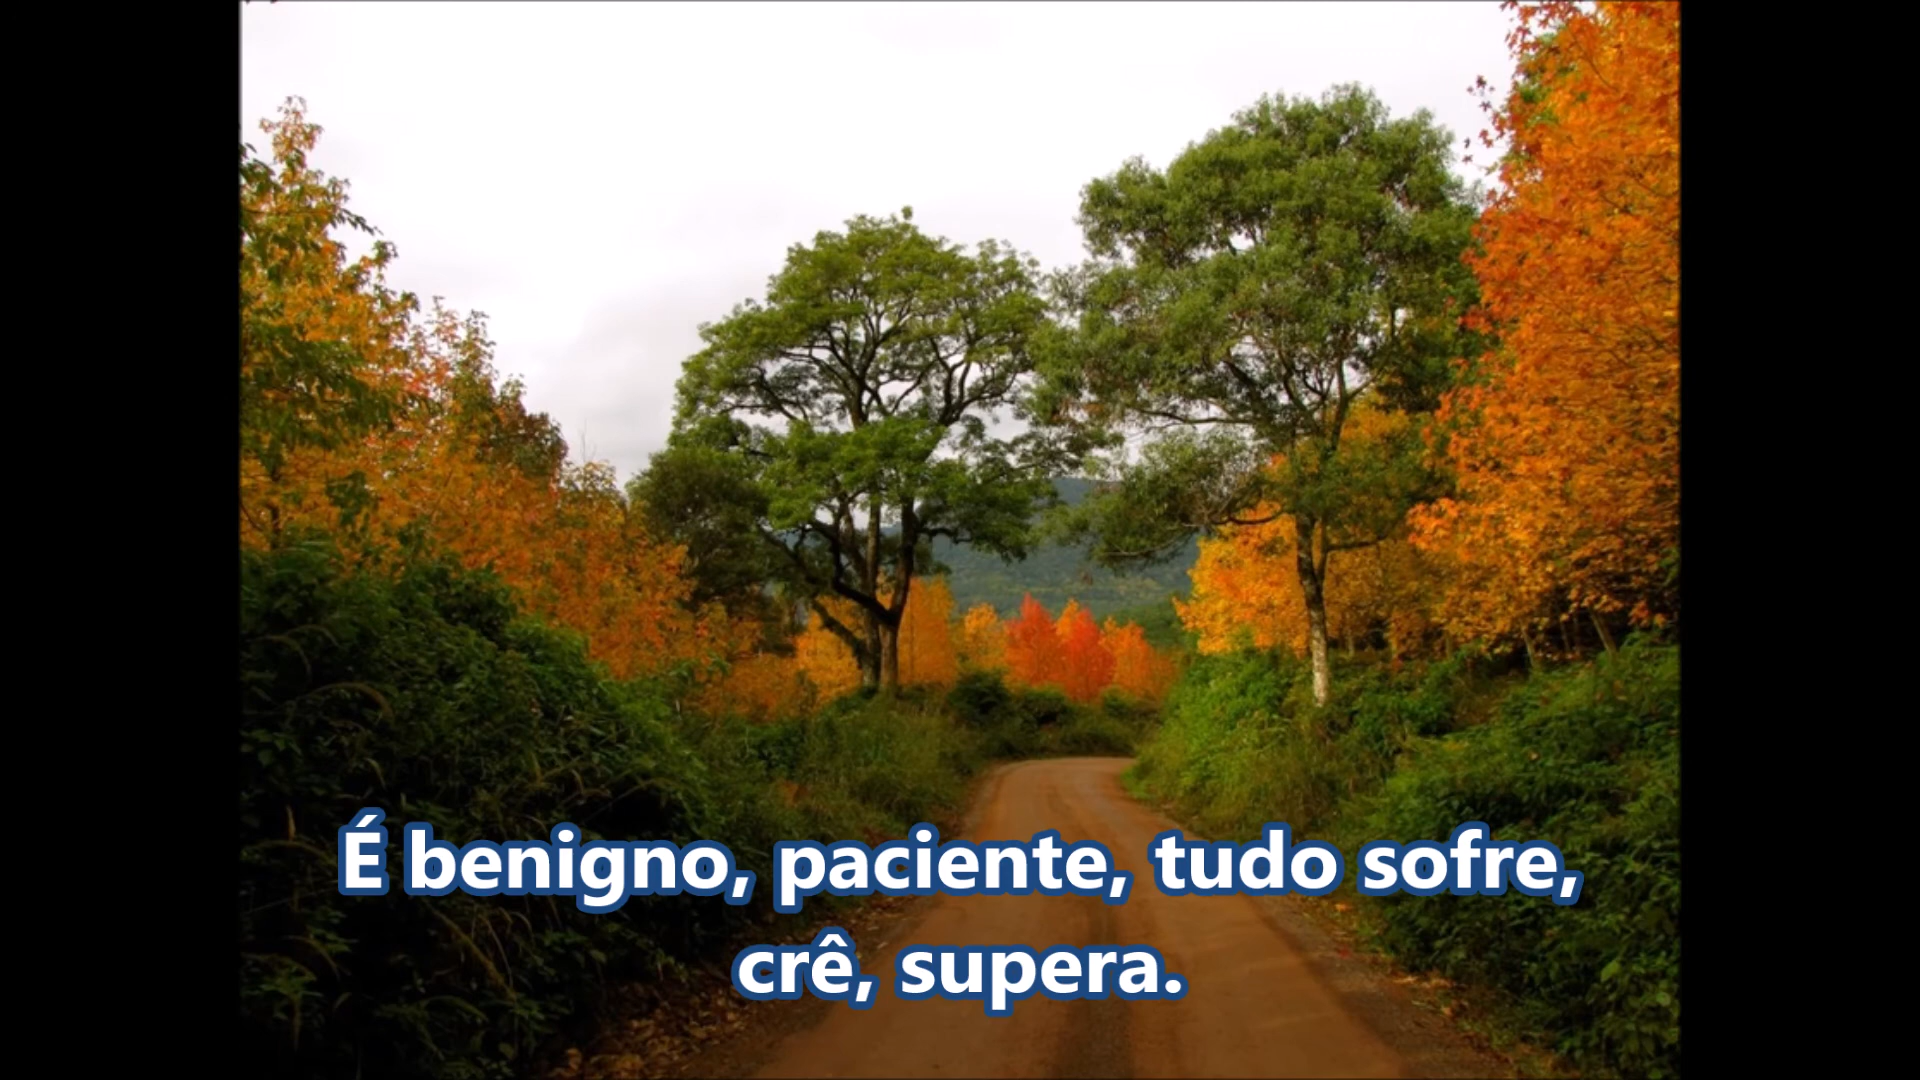 É benigno, paciente, tudo sofre,
crê, supera.